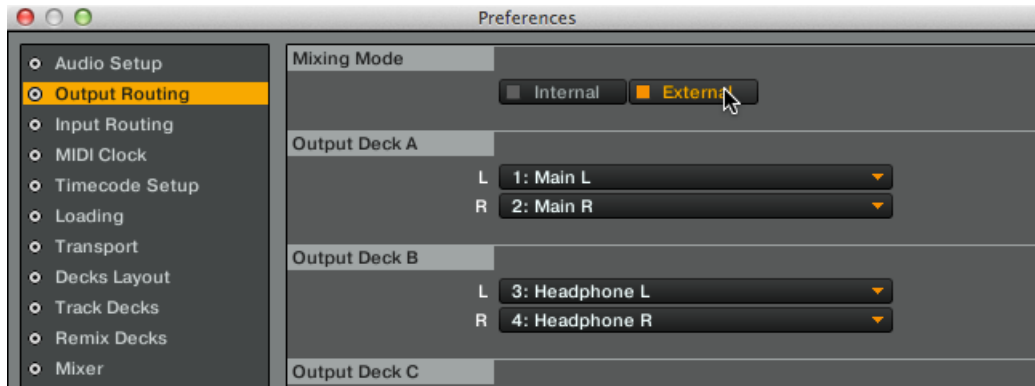 Preferences
Audio Setup
Output Routing
Input Routing
MIDI Clock
Timecode Setup
Loading
Transport
Decks Layout
Track Decks
Remix Decks
Mixer
Mixing Mode
Internal External
Output Deck A
L 1: Main L
R 2: Main R
Output Deck B
L 3: Headphone L
R 4: Headphone R
Output Deck C